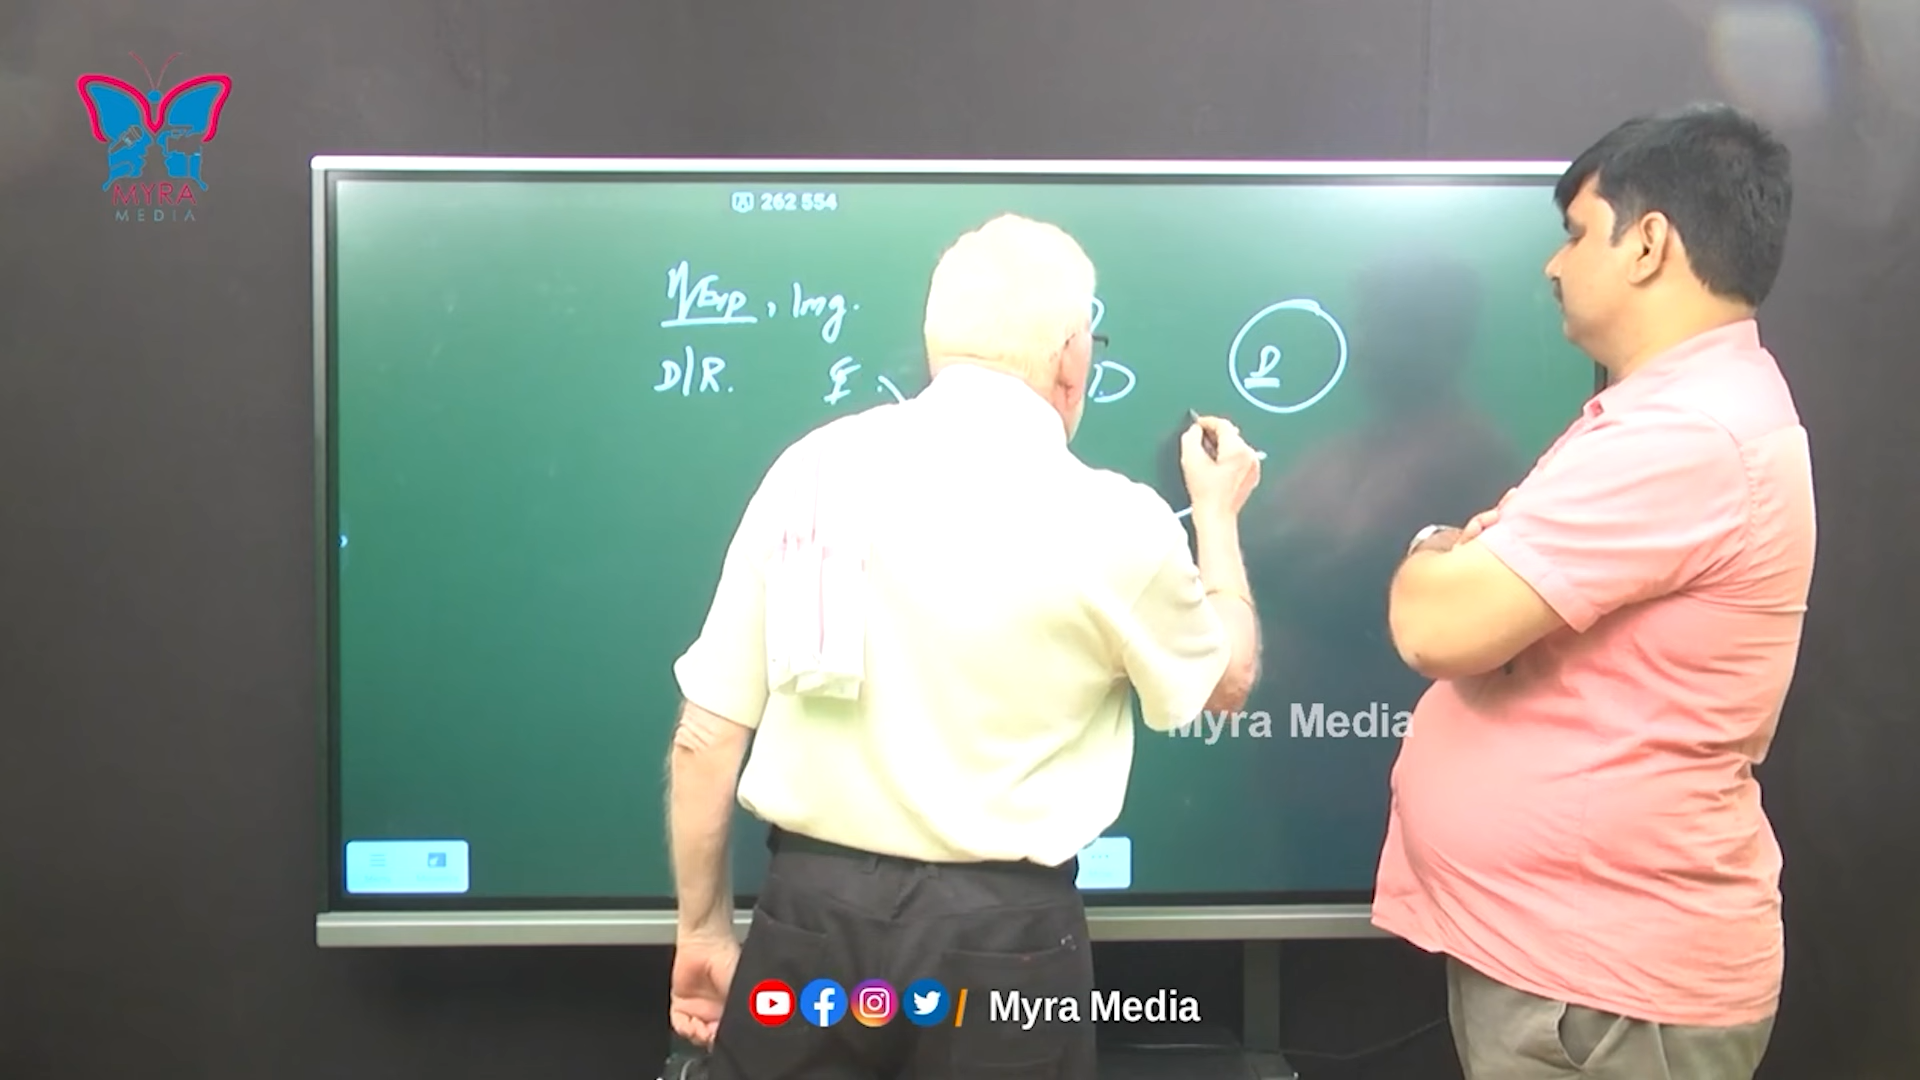 MYRA
MEDIA
262 554
η/Exp, Img.
D/R. E. D
D
Myra Media
/ Myra Media